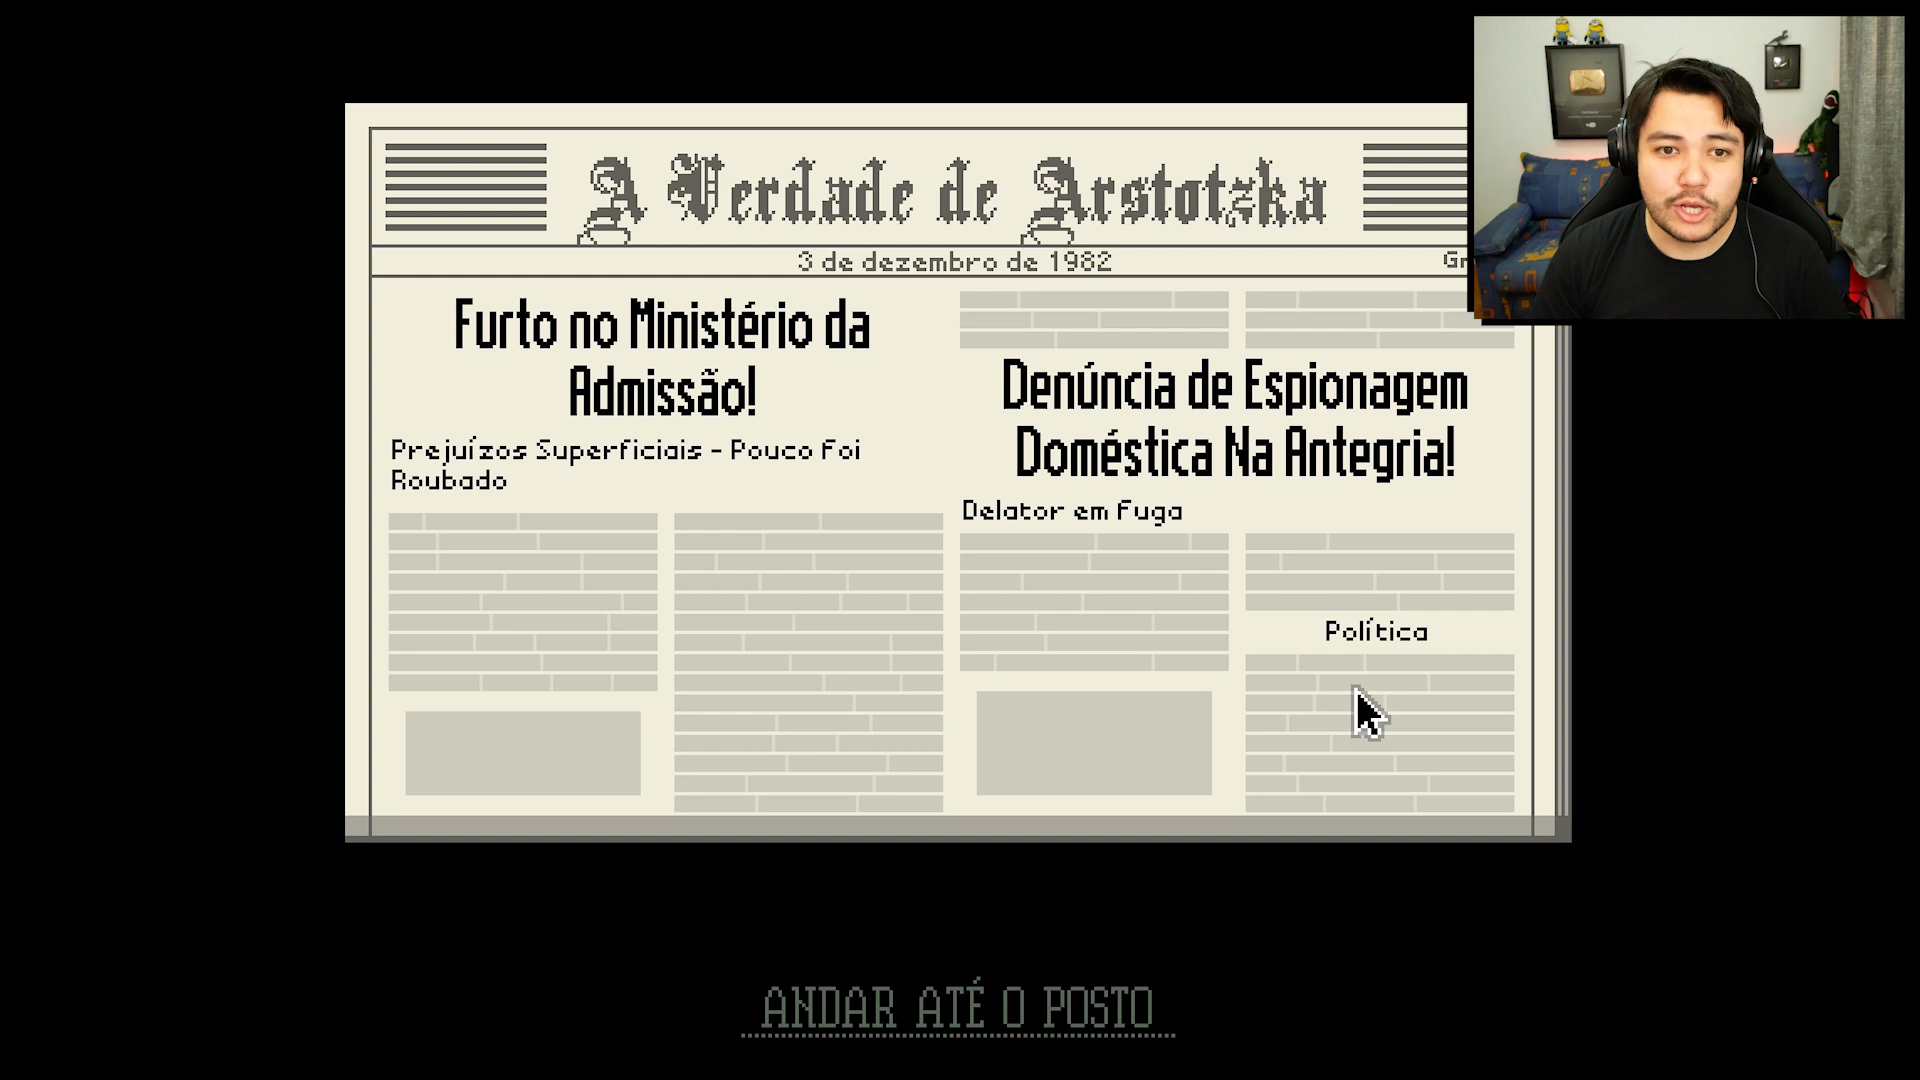 A Verdade de Arstotzka
3 de dezembro de 1982
Furto no Ministério da
Admissão!
Prejuízos Superficiais - Pouco Foi
Roubado
Denúncia de Espionagem
Doméstica Na Antegria!
Delator em Fuga
Política
ANDAR ATÉ O POSTO